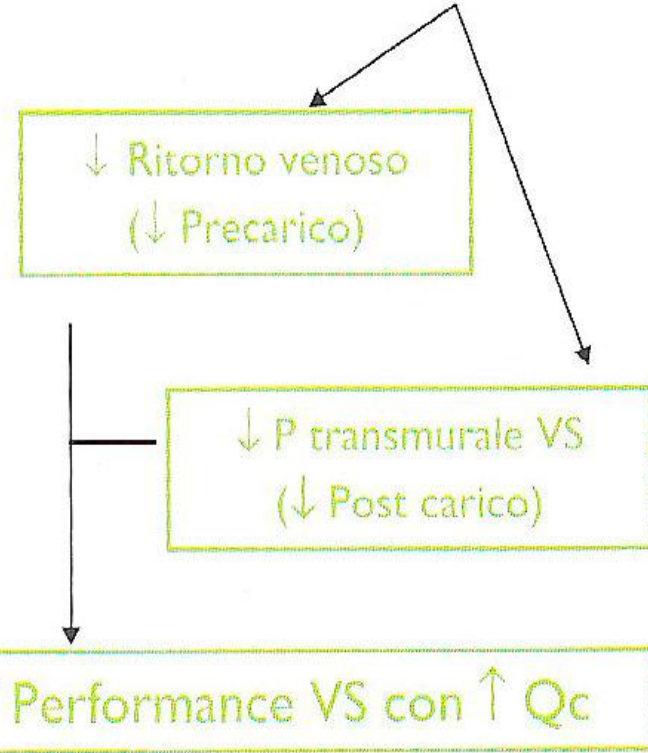 ↓ Ritorno venoso
(↓ Precarico)
↓ P transmurale VS
(↓ Post carico)
Performance VS con ↑ Qc